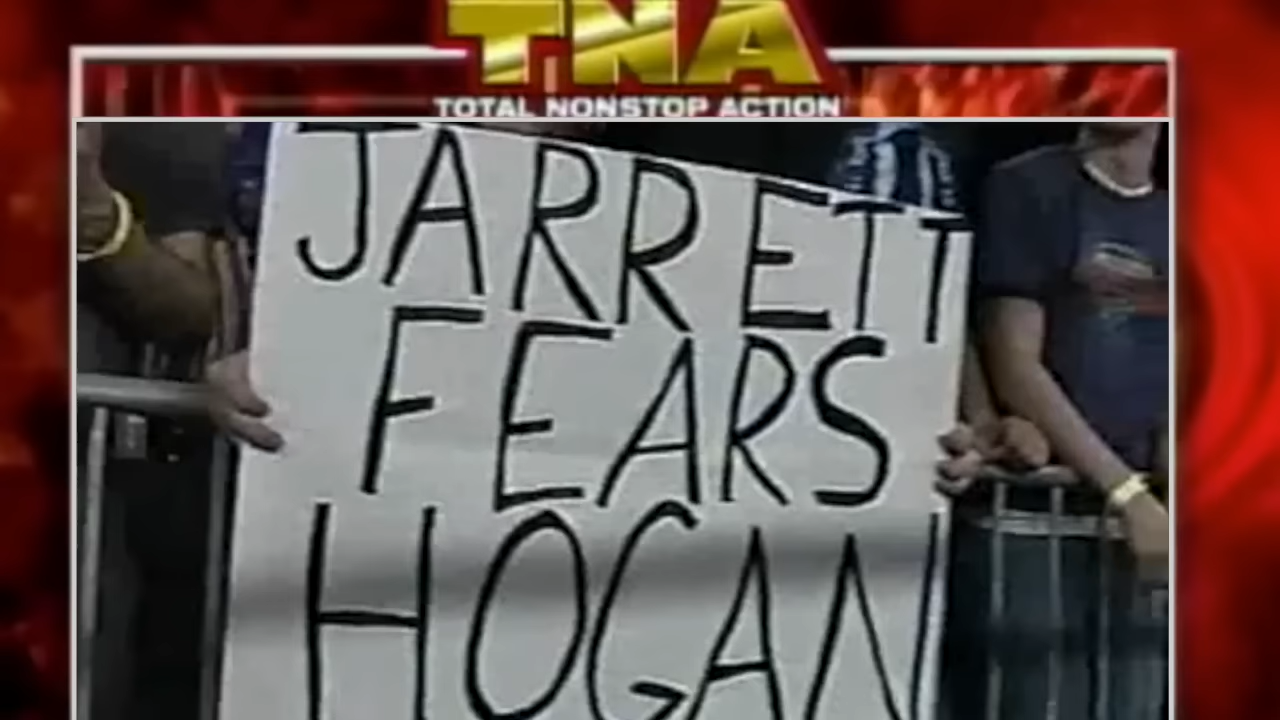 TNA
TOTAL NONSTOP ACTION
JARRETT
FEARS
HOGAN